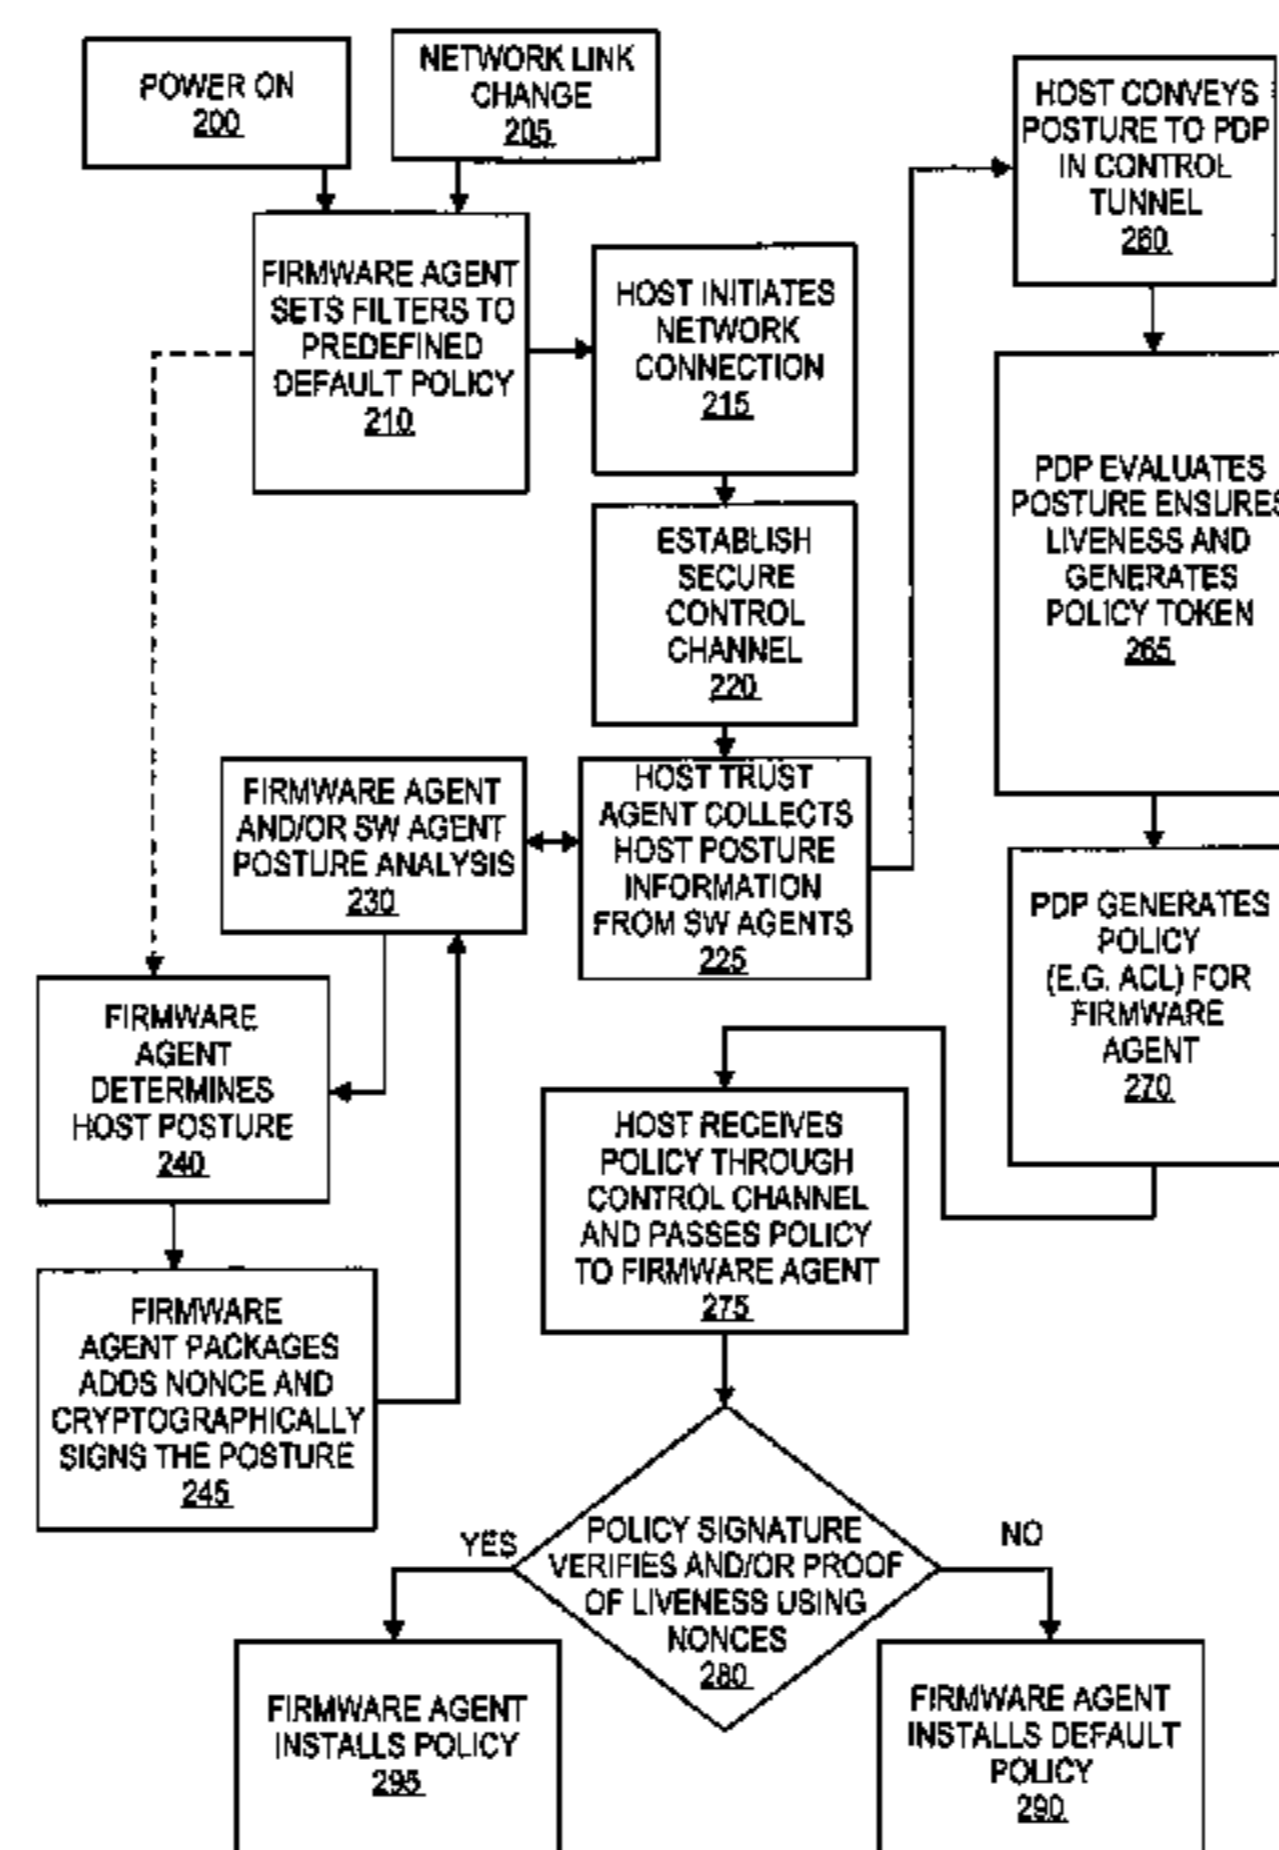 POWER ON
200
NETWORK LINK
CHANGE
205
FIRMWARE AGENT
SETS FILTERS TO
PREDEFINED
DEFAULT POLICY
210
HOST INITIATES
NETWORK
CONNECTION
215
ESTABLISH
SECURE
CONTROL
CHANNEL
220
HOST TRUST
AGENT COLLECTS
HOST POSTURE
INFORMATION
FROM SW AGENTS
225
FIRMWARE AGENT
AND/OR SW AGENT
POSTURE ANALYSIS
230
FIRMWARE
AGENT
DETERMINES
HOST POSTURE
240
FIRMWARE
AGENT PACKAGES
ADDS NONCE AND
CRYPTOGRAPHICALLY
SIGNS THE POSTURE
245
HOST CONVEYS
POSTURE TO PDP
IN CONTROL
TUNNEL
260
PDP EVALUATES
POSTURE ENSURES
LIVENESS AND
GENERATES
POLICY TOKEN
265
PDP GENERATES
POLICY
(E.G. ACL) FOR
FIRMWARE
AGENT
270
HOST RECEIVES
POLICY THROUGH
CONTROL CHANNEL
AND PASSES POLICY
TO FIRMWARE AGENT
275
POLICY SIGNATURE
VERIFIES AND/OR PROOF
OF LIVENESS USING
NONCES
280
YES
NO
FIRMWARE AGENT
INSTALLS POLICY
295
FIRMWARE AGENT
INSTALLS DEFAULT
POLICY
290